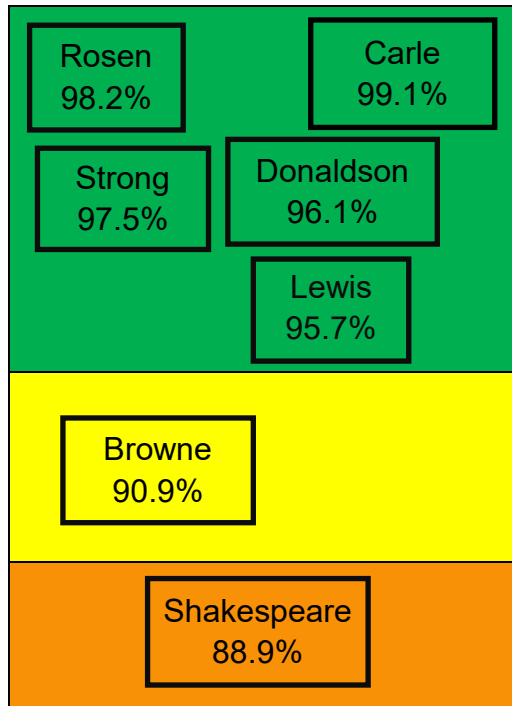 Rosen
98.2%
Carle
99.1%
Strong
97.5%
Donaldson
96.1%
Lewis
95.7%
Browne
90.9%
Shakespeare
88.9%